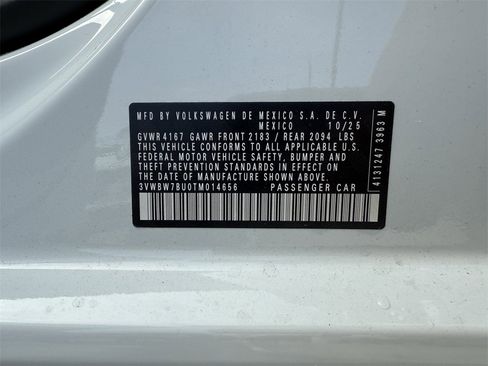 MFD BY VOLKSWAGEN DE MEXICO S.A. DE C.V.
MEXICO 10/25
GVWR 4167 GAWR FRONT 2183 / REAR 2094 LBS
THIS VEHICLE CONFORMS TO ALL APPLICABLE U.S.
FEDERAL MOTOR VEHICLE SAFETY, BUMPER AND
THEFT PREVENTION STANDARDS IN EFFECT ON THE
DATE OF MANUFACTURE SHOWN ABOVE
3VWBW7BU0TM014656 PASSENGER CAR
4131247 3963 M